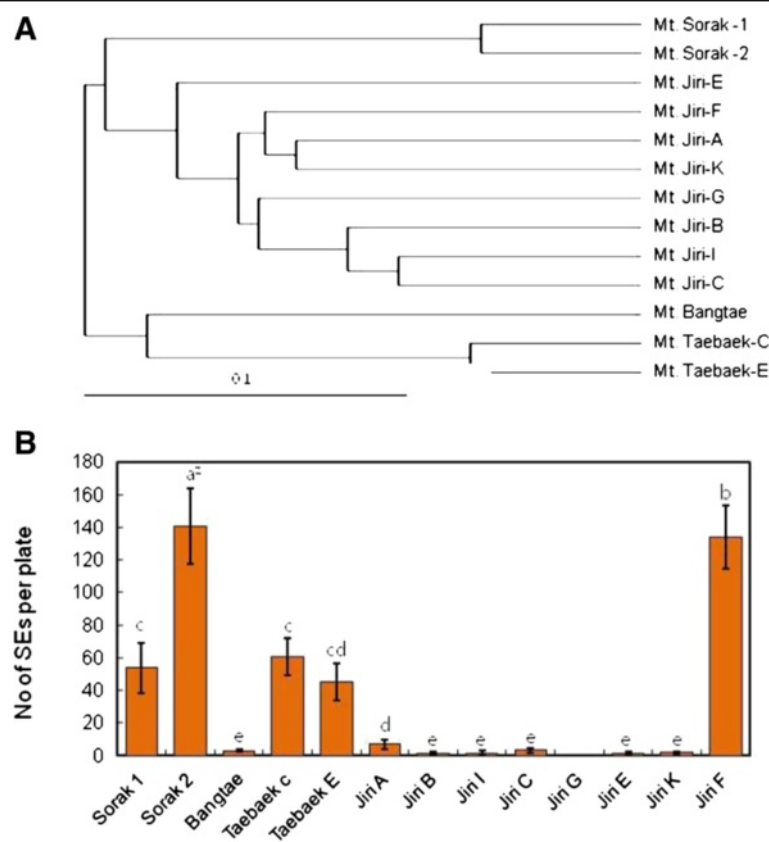 A
Mt. Sorak-1
Mt. Sorak-2
Mt. Jiri-E
Mt. Jiri-F
Mt. Jiri-A
Mt. Jiri-K
Mt. Jiri-G
Mt. Jiri-B
Mt. Jiri-I
Mt. Jiri-C
Mt. Bangtae
Mt. Taebaek-C
Mt. Taebaek-E
0.1
B
No of SEs per plate
180
160
140
120
100
80
60
40
20
0
c
a
e
c
cd
d
e
e
e
e
e
b
Sorak 1
Sorak 2
Bangtae
Taebaek c
Taebaek E
Jiri A
Jiri B
Jiri I
Jiri C
Jiri G
Jiri E
Jiri K
Jiri F